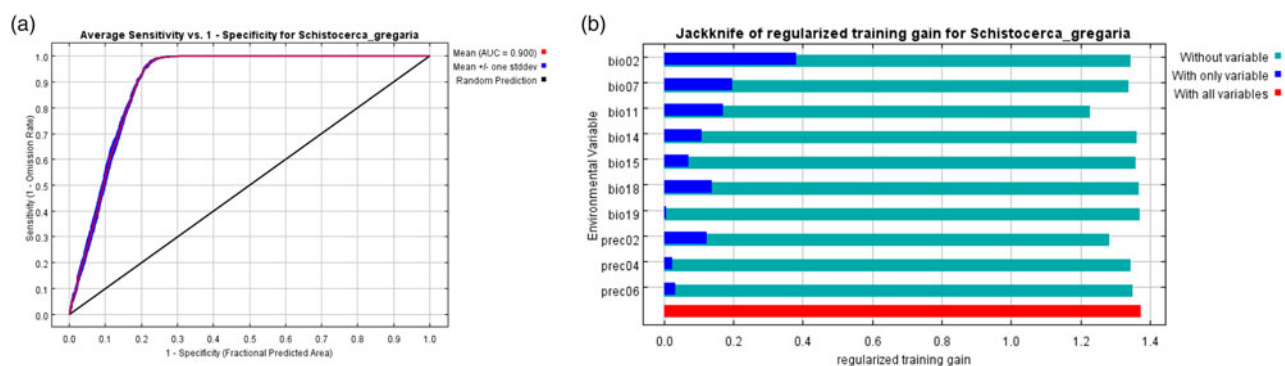 (a)
Average Sensitivity vs. 1 - Specificity for Schistocerca_gregaria
Mean (AUC = 0.900)
Mean +/- one stddev
Random Prediction
Sensitivity (1 - Omission Rate)
1.0
0.9
0.8
0.7
0.6
0.5
0.4
0.3
0.2
0.1
0.0
0.0 0.1 0.2 0.3 0.4 0.5 0.6 0.7 0.8 0.9 1.0
1 - Specificity (Fractional Predicted Area)
(b)
Jackknife of regularized training gain for Schistocerca_gregaria
Without variable
With only variable
With all variables
Environmental Variable
bio02
bio07
bio11
bio14
bio15
bio18
bio19
prec02
prec04
prec06
0.0 0.2 0.4 0.6 0.8 1.0 1.2 1.4
regularized training gain